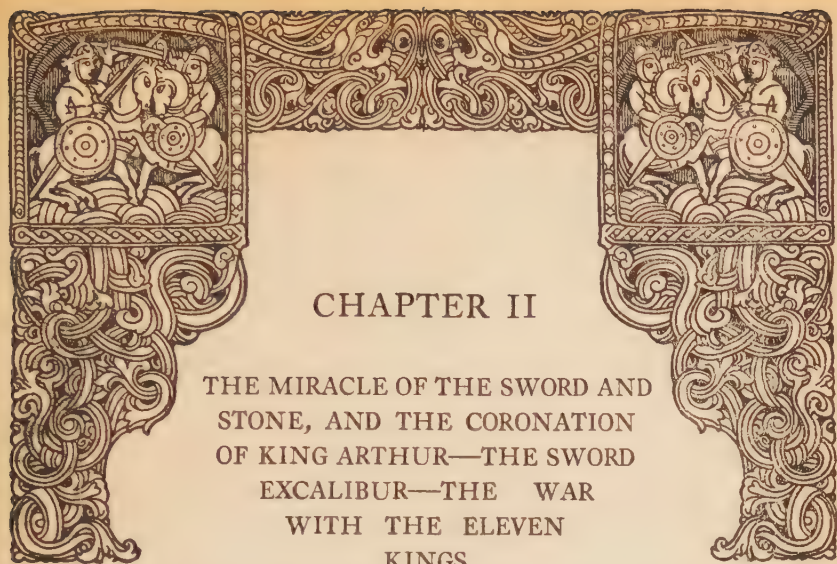 CHAPTER II
THE MIRACLE OF THE SWORD AND
STONE, AND THE CORONATION
OF KING ARTHUR—THE SWORD
EXCALIBUR—THE WAR
WITH THE ELEVEN
KINGS